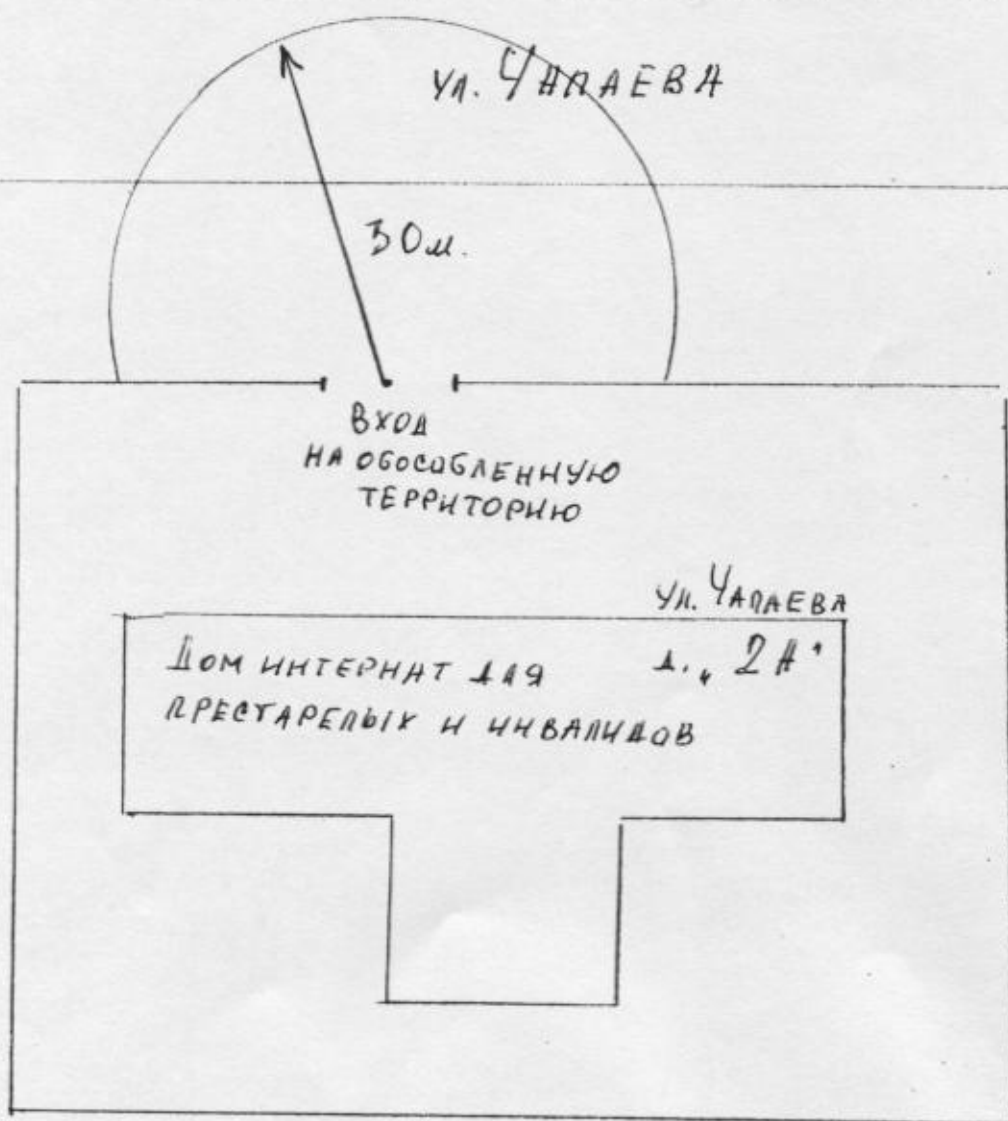 ул. ЧАПАЕВА
30м.
ВХОД
НА ОБОСОБЛЕННУЮ
ТЕРРИТОРИЮ
ул. ЧАПАЕВА
ДОМ ИНТЕРНАТ ДЛЯ д. „2А"
ПРЕСТАРЕЛЫХ И ИНВАЛИДОВ